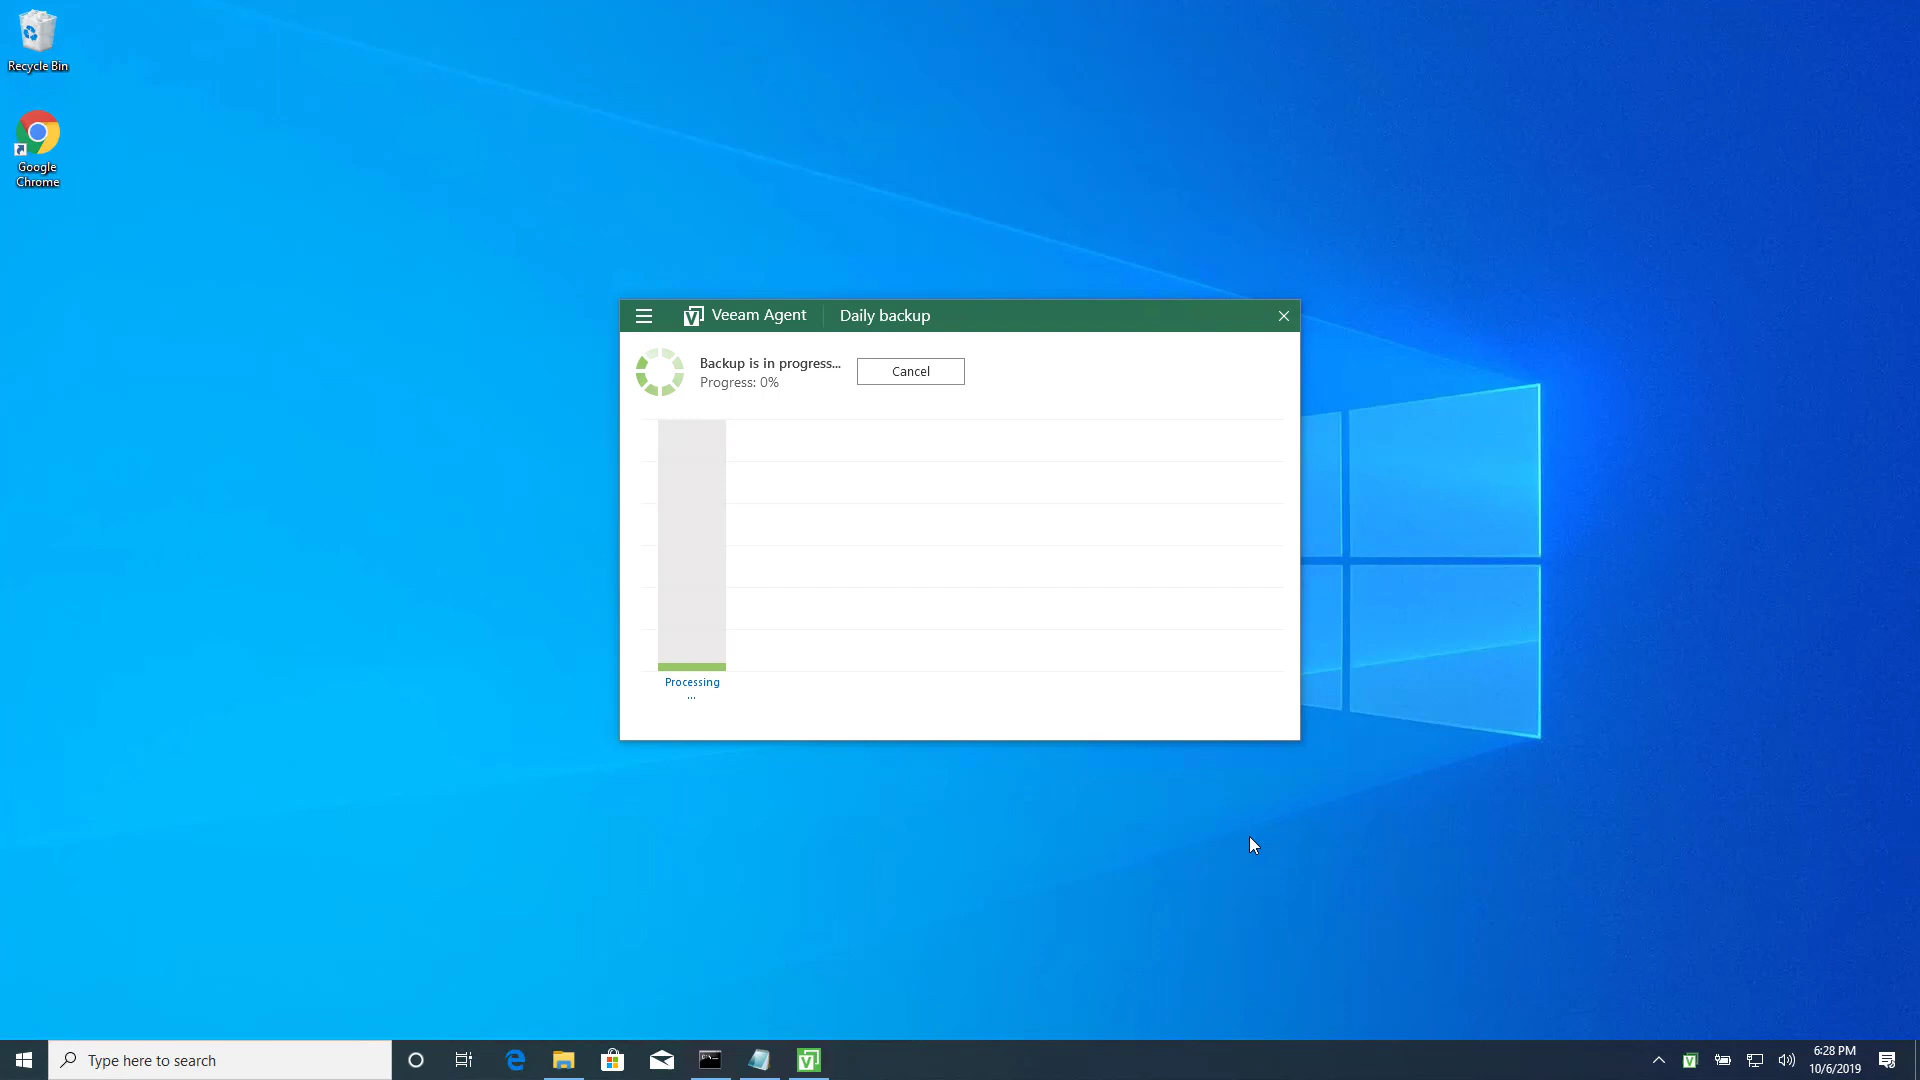 Recycle Bin
Google
Chrome
Veeam Agent
Daily backup
Backup is in progress...
Progress: 0%
Cancel
Processing
...
Type here to search
6:28 PM
10/6/2019